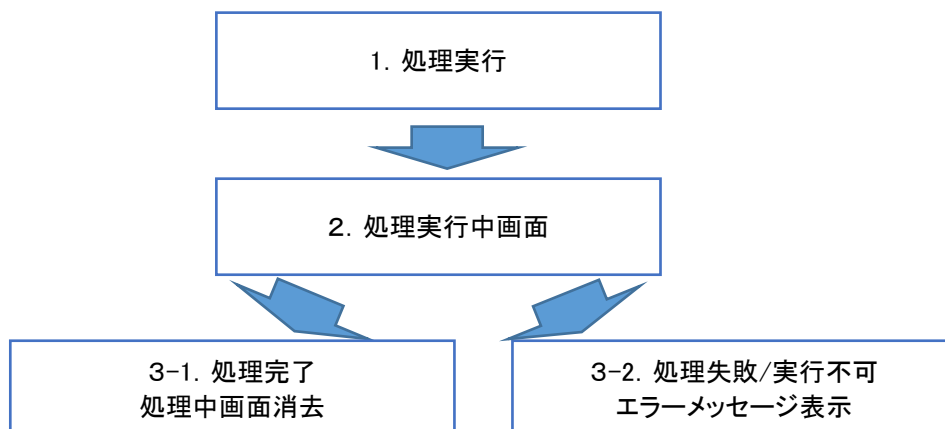 1. 処理実行
２. 処理実行中画面
３-1. 処理完了
処理中画面消去
３-２. 処理失敗/実行不可
エラーメッセージ表示